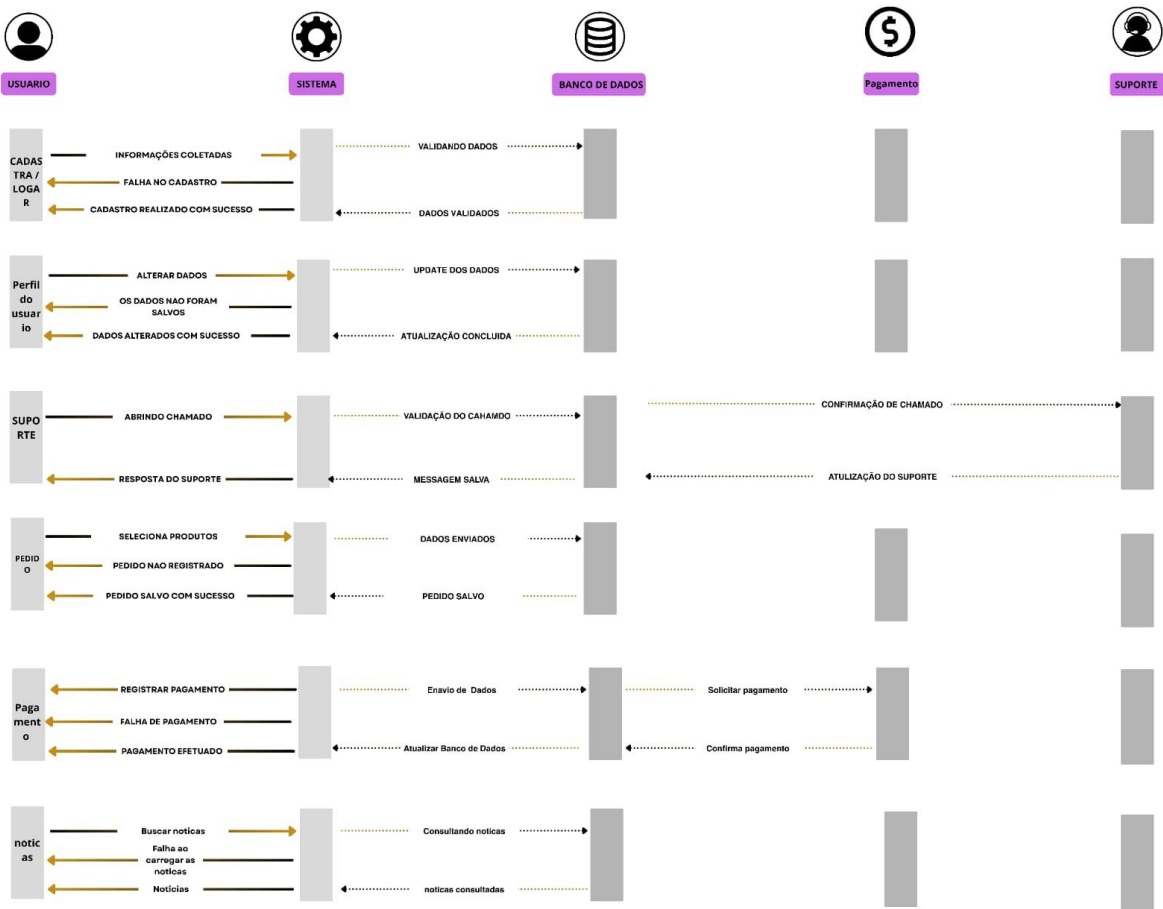 USUARIO
SISTEMA
BANCO DE DADOS
Pagamento
SUPORTE
CADAS
TRA /
LOGA
R
INFORMAÇÕES COLETADAS
VALIDANDO DADOS
FALHA NO CADASTRO
CADASTRO REALIZADO COM SUCESSO
DADOS VALIDADOS
Perfil
do
usuar
io
ALTERAR DADOS
UPDATE DOS DADOS
OS DADOS NAO FORAM
SALVOS
DADOS ALTERADOS COM SUCESSO
ATUALIZAÇÃO CONCLUIDA
SUPO
RTE
ABRINDO CHAMADO
VALIDAÇÃO DO CAHAMDO
CONFIRMAÇÃO DE CHAMADO
RESPOSTA DO SUPORTE
MESSAGEM SALVA
ATULIZAÇÃO DO SUPORTE
PEDID
O
SELECIONA PRODUTOS
DADOS ENVIADOS
PEDIDO NAO REGISTRADO
PEDIDO SALVO COM SUCESSO
PEDIDO SALVO
Paga
ment
o
REGISTRAR PAGAMENTO
Enavio de Dados
Solicitar pagamento
FALHA DE PAGAMENTO
PAGAMENTO EFETUADO
Atualizar Banco de Dados
Confirma pagamento
notic
as
Buscar noticas
Consultando noticas
Falha ao
carregar as
noticas
Noticias
noticas consultadas